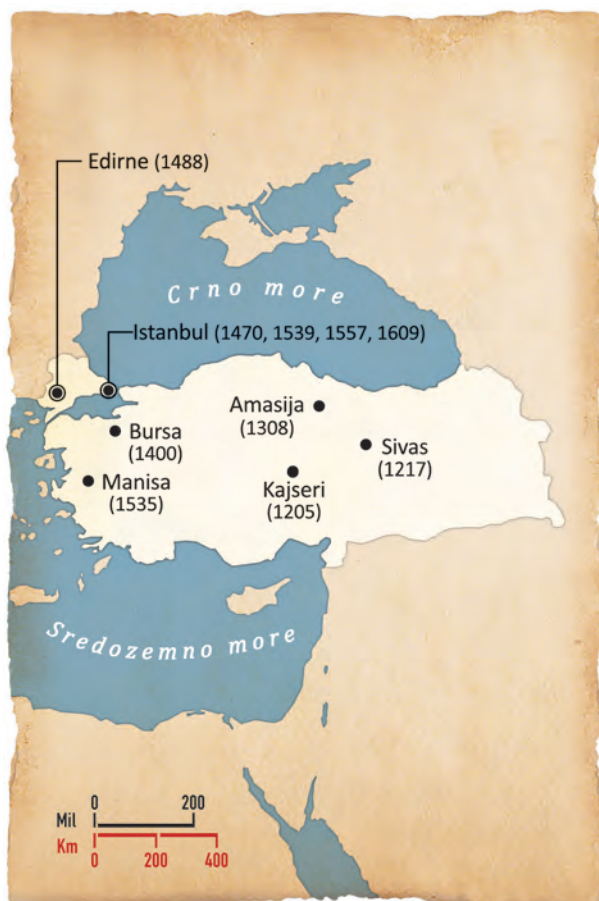 Edirne (1488)
Crno more
Istanbul (1470, 1539, 1557, 1609)
Amasija
(1308)
Bursa
(1400)
Sivas
(1217)
Manisa
(1535)
Kajseri
(1205)
Sredozemno more
Mil 0 200
Km 0 200 400